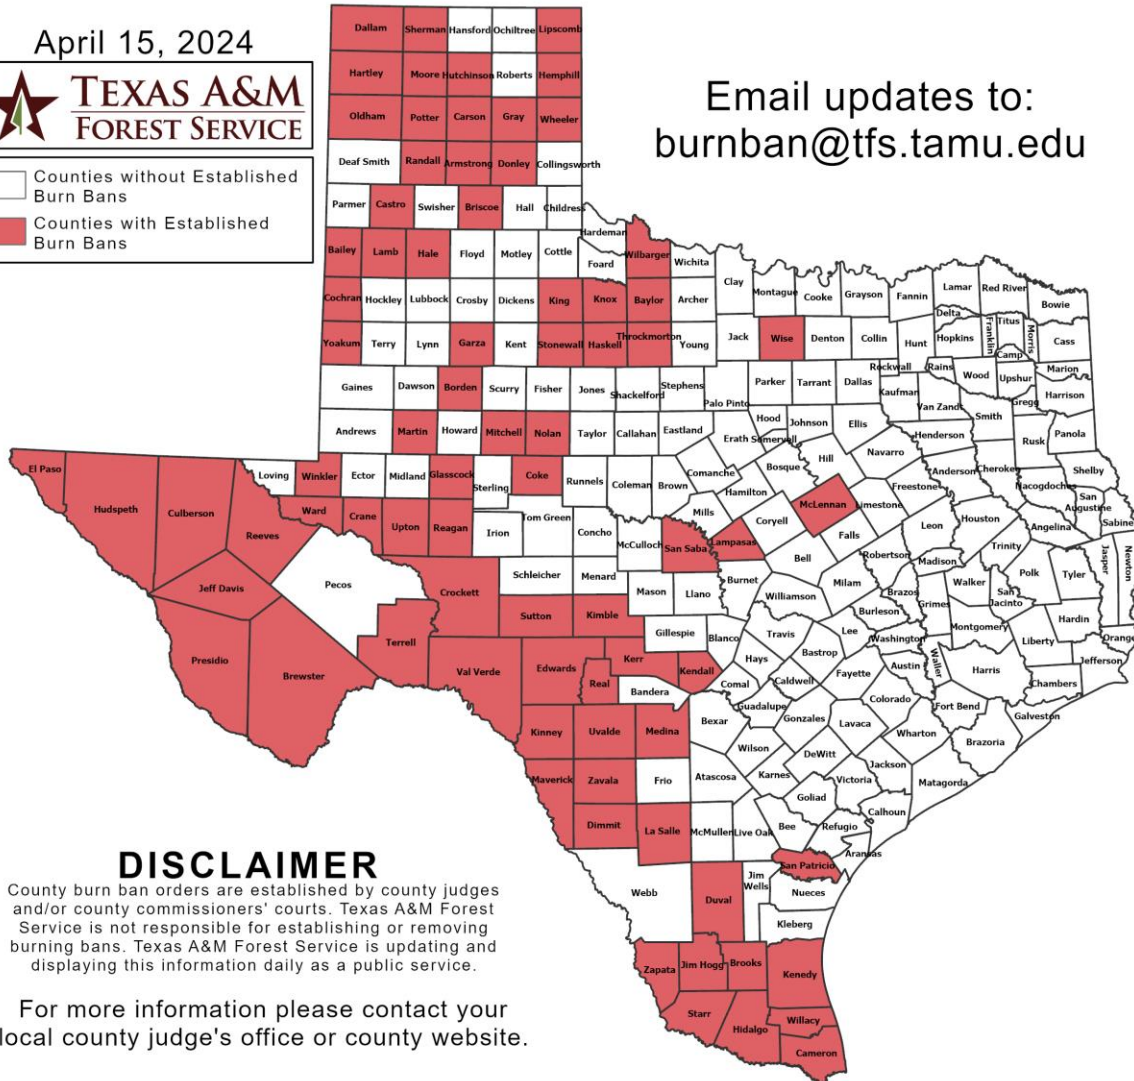 April 15, 2024
TEXAS A&M
FOREST SERVICE
Counties without Established
Burn Bans
Counties with Established
Burn Bans
Email updates to:
burnban@tfs.tamu.edu
Dallam Sherman Hansford Ochiltree Lipscomb
Hartley Moore Hutchinson Roberts Hemphill
Oldham Potter Carson Gray Wheeler
Deaf Smith Randall Armstrong Donley Collingsworth
Parmer Castro Swisher Briscoe Hall Childress
Hardeman
Bailey Lamb Hale Floyd Motley Cottle Foard Wilbarger Wichita
Clay Montague Cooke Grayson Fannin Lamar Red River Bowie
Cochran Hockley Lubbock Crosby Dickens King Knox Baylor Archer
Delta Franklin Titus Morris Cass
Yoakum Terry Lynn Garza Kent Stonewall Haskell Throckmorton Young Jack Wise Denton Collin Hunt Hopkins
Camp Marion
Rockwall Rains Wood Upshur Harrison
Gaines Dawson Borden Scurry Fisher Jones Shackelford Stephens Palo Pinto Parker Tarrant Dallas Kaufman Van Zandt Gregg
Smith Rusk Panola
Andrews Martin Howard Mitchell Nolan Taylor Callahan Eastland Erath Hood Somervell Johnson Ellis Henderson
El Paso Loving Winkler Ector Midland Glasscock Sterling Coke Runnels Coleman Brown Comanche Bosque Hill Navarro Anderson Cherokee Nacogdoches Shelby
Hamilton McLennan Limestone Freestone San Augustine Sabine
Hudspeth Culberson Reeves Ward Crane Upton Reagan Irion Tom Green Concho McCulloch San Saba Mills Lampasas Coryell Falls Leon Houston Angelina
Bell Robertson Madison Trinity Jasper Newton
Jeff Davis Pecos Crockett Schleicher Menard Mason Llano Burnet Williamson Milam Brazos Grimes Walker San Jacinto Polk Tyler
Burleson Montgomery Liberty Hardin Orange
Presidio Brewster Terrell Val Verde Sutton Kimble Gillespie Blanco Travis Lee Washington
Hays Bastrop Fayette Austin Waller Harris Chambers Jefferson
Edwards Real Kerr Kendall Bandera Comal Caldwell
Guadalupe Gonzales Lavaca Colorado Fort Bend Galveston
Kinney Uvalde Medina Bexar Wilson Wharton Brazoria
Maverick Zavala Frio Atascosa Karnes DeWitt Jackson Matagorda
Victoria Goliad Calhoun
Dimmit La Salle McMullen Live Oak Bee Refugio Aransas
San Patricio
Webb Duval Jim Wells Nueces
Kleberg
Zapata Jim Hogg Brooks Kenedy
Starr Hidalgo Willacy
Cameron
DISCLAIMER
County burn ban orders are established by county judges
and/or county commissioners' courts. Texas A&M Forest
Service is not responsible for establishing or removing
burning bans. Texas A&M Forest Service is updating and
displaying this information daily as a public service.
For more information please contact your
local county judge's office or county website.